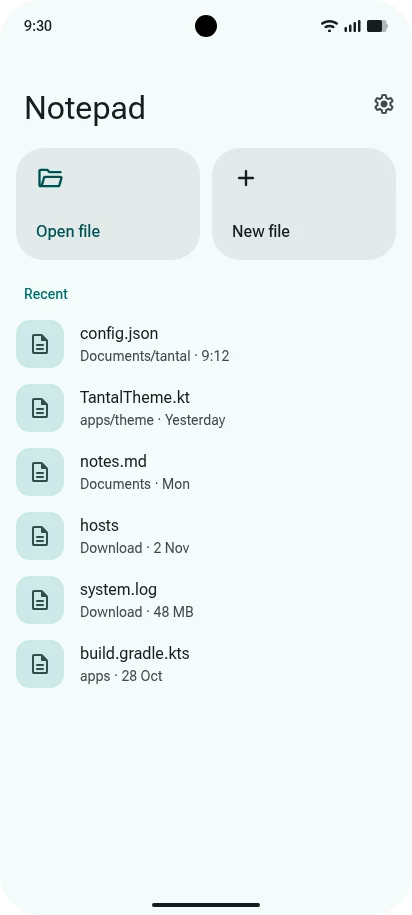 9:30
Notepad
Open file
New file
Recent
config.json
Documents/tantal · 9:12
TantalTheme.kt
apps/theme · Yesterday
notes.md
Documents · Mon
hosts
Download · 2 Nov
system.log
Download · 48 MB
build.gradle.kts
apps · 28 Oct